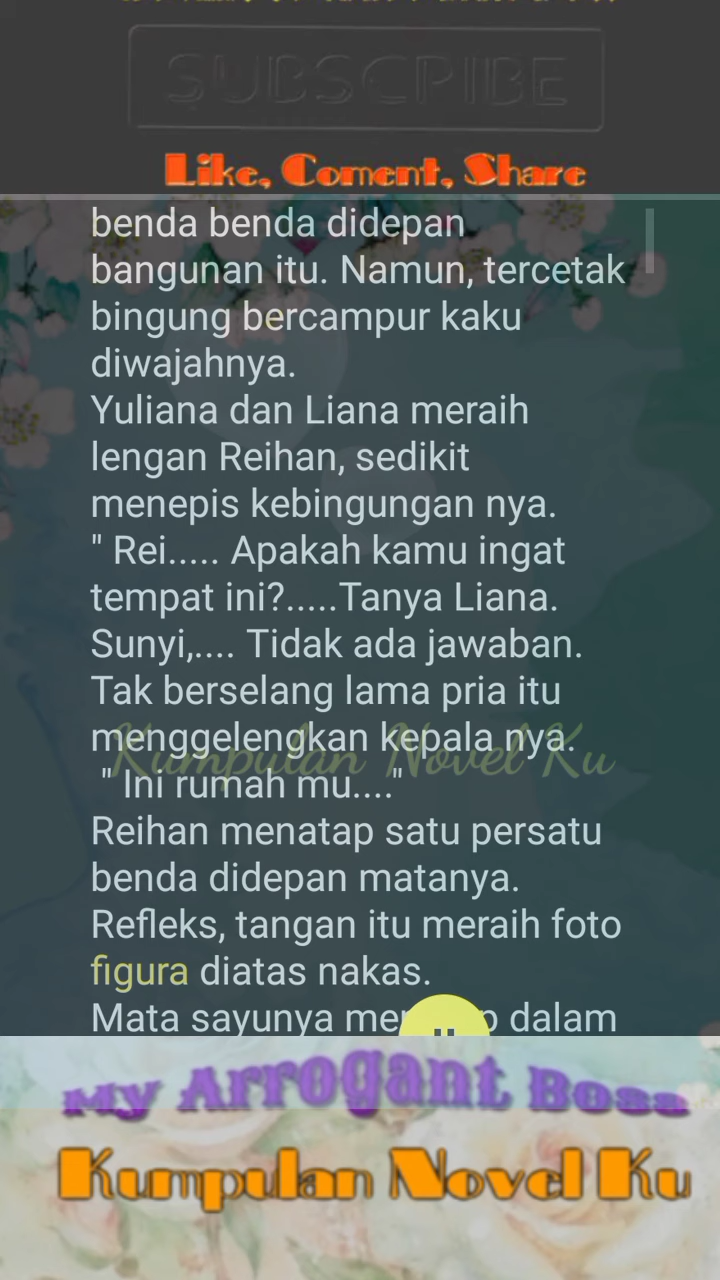 SUBSCRIBE
Like, Coment, Share
benda benda didepan
bangunan itu. Namun, tercetak
bingung bercampur kaku
diwajahnya.
Yuliana dan Liana meraih
lengan Reihan, sedikit
menepis kebingungan nya.
" Rei..... Apakah kamu ingat
tempat ini?.....Tanya Liana.
Sunyi,.... Tidak ada jawaban.
Tak berselang lama pria itu
menggelengkan kepala nya.
Kumpulan Novel Ku
" Ini rumah mu...."
Reihan menatap satu persatu
benda didepan matanya.
Refleks, tangan itu meraih foto
figura diatas nakas.
Mata sayunya dalam
My Arrogant Boss
Kumpulan Novel Ku